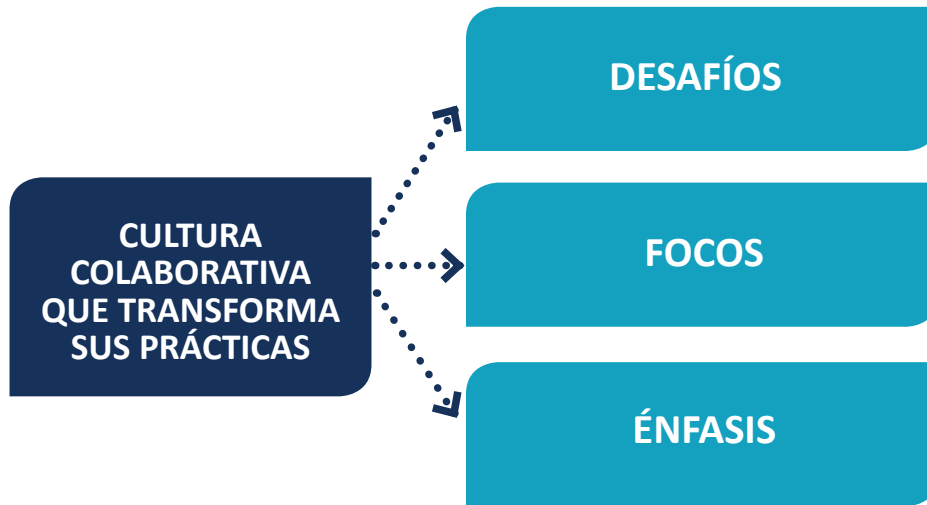 CULTURA
COLABORATIVA
QUE TRANSFORMA
SUS PRÁCTICAS
DESAFÍOS
FOCOS
ÉNFASIS